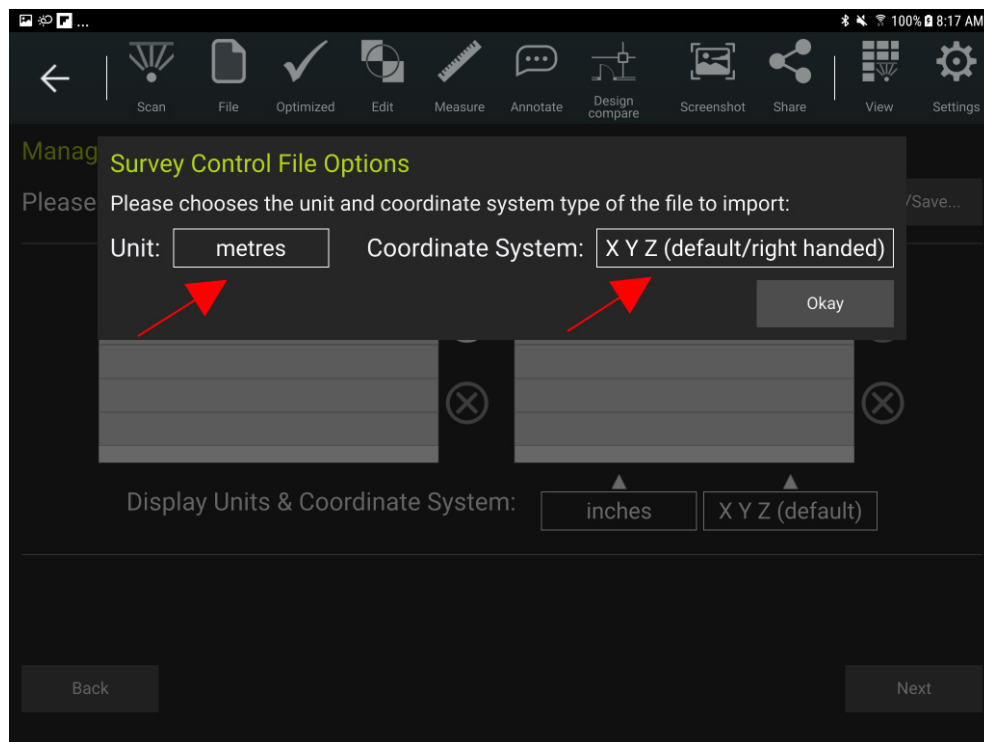 ... 100% 8:17 AM
Scan File Optimized Edit Measure Annotate Design compare Screenshot Share View Settings
Manag
Survey Control File Options
Please
Please chooses the unit and coordinate system type of the file to import:
/Save...
Unit: metres Coordinate System: X Y Z (default/right handed)
Okay
Display Units & Coordinate System: inches X Y Z (default)
Back Next